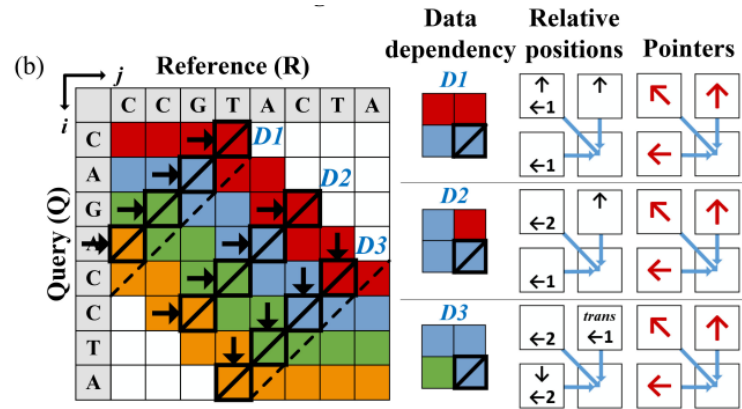 Data dependency
Relative positions
Pointers
(b)
j
i
Reference (R)
Query (Q)
C C G T A C T A
C
A
G
A
C
C
T
A
D1
D2
D3
D1
↑ ↑
←1
←1
D2
←2 ↑
←1
D3
←2
trans
←1
↓
←2